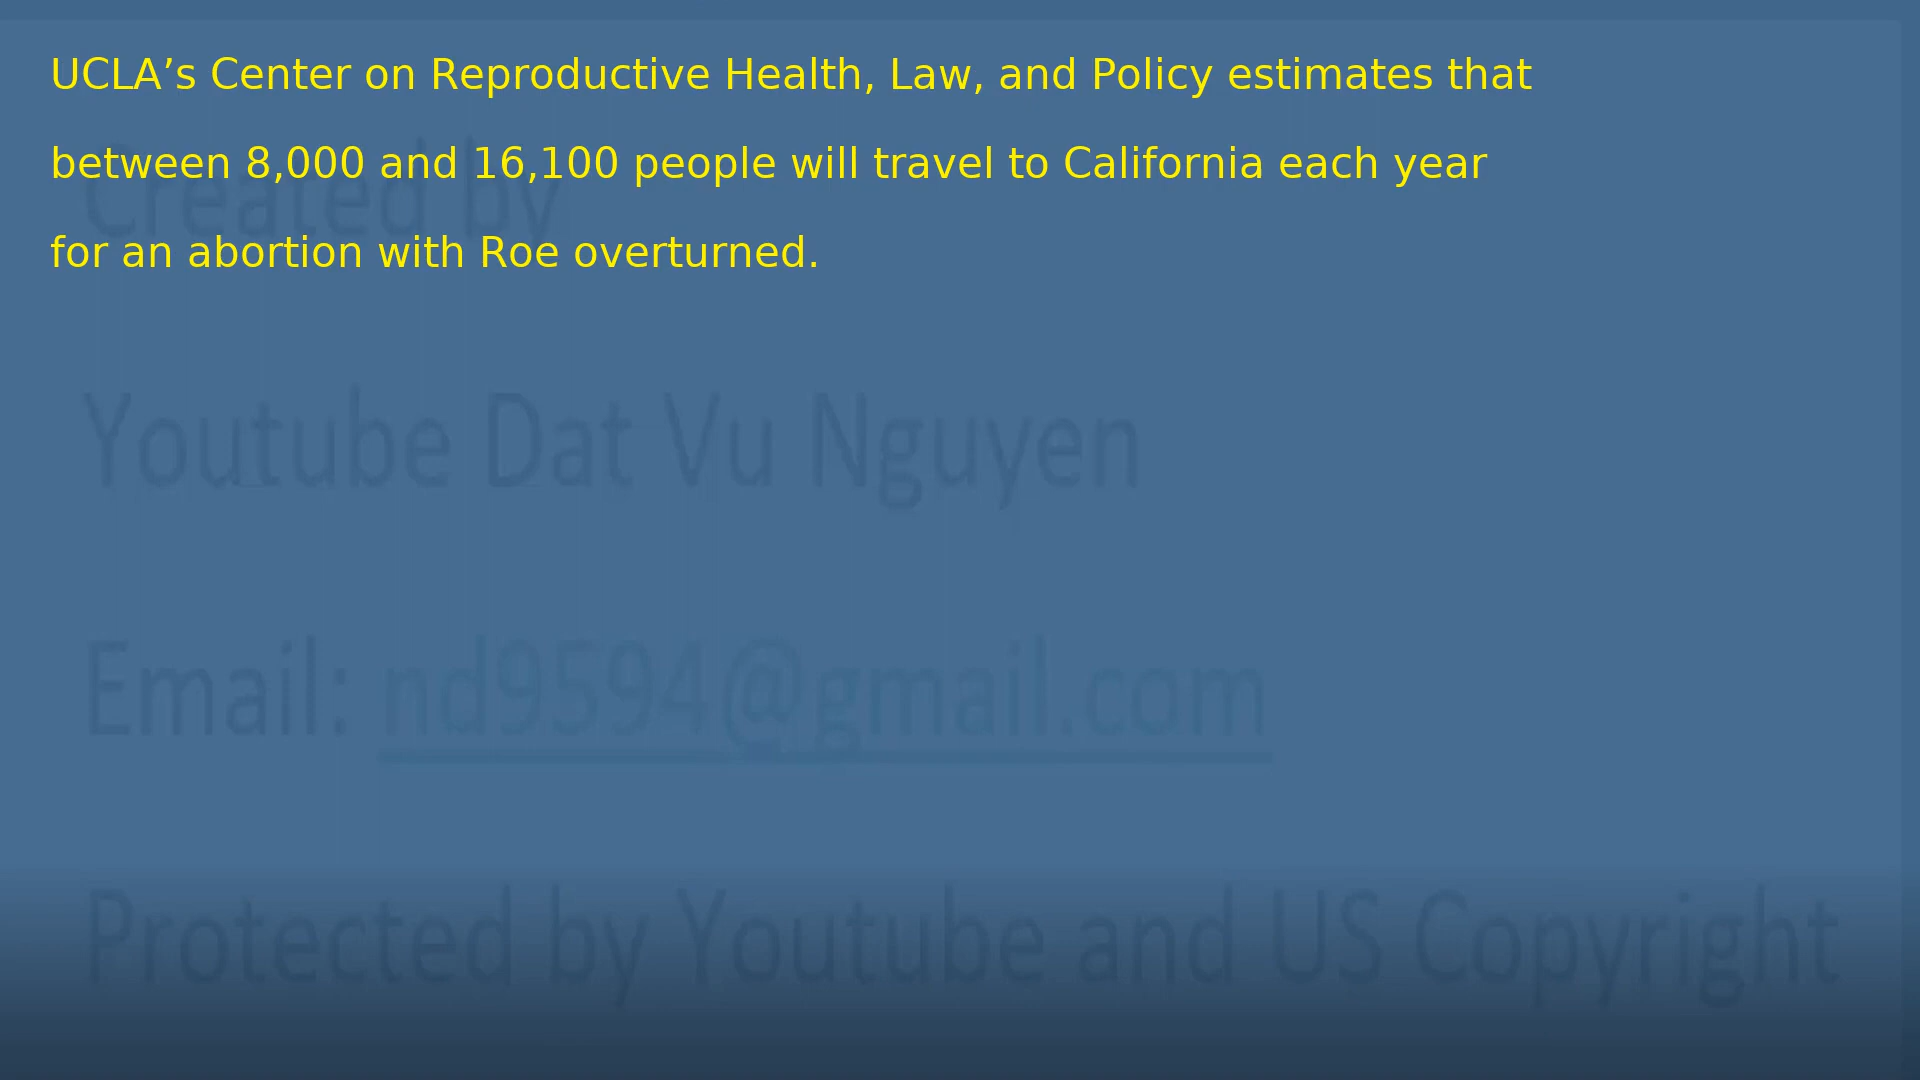 UCLA’s Center on Reproductive Health, Law, and Policy estimates that
between 8,000 and 16,100 people will travel to California each year
Created by
for an abortion with Roe overturned.
Youtube Dat Vu Nguyen
Email: nd9594@gmail.com
Protected by Youtube and US Copyright